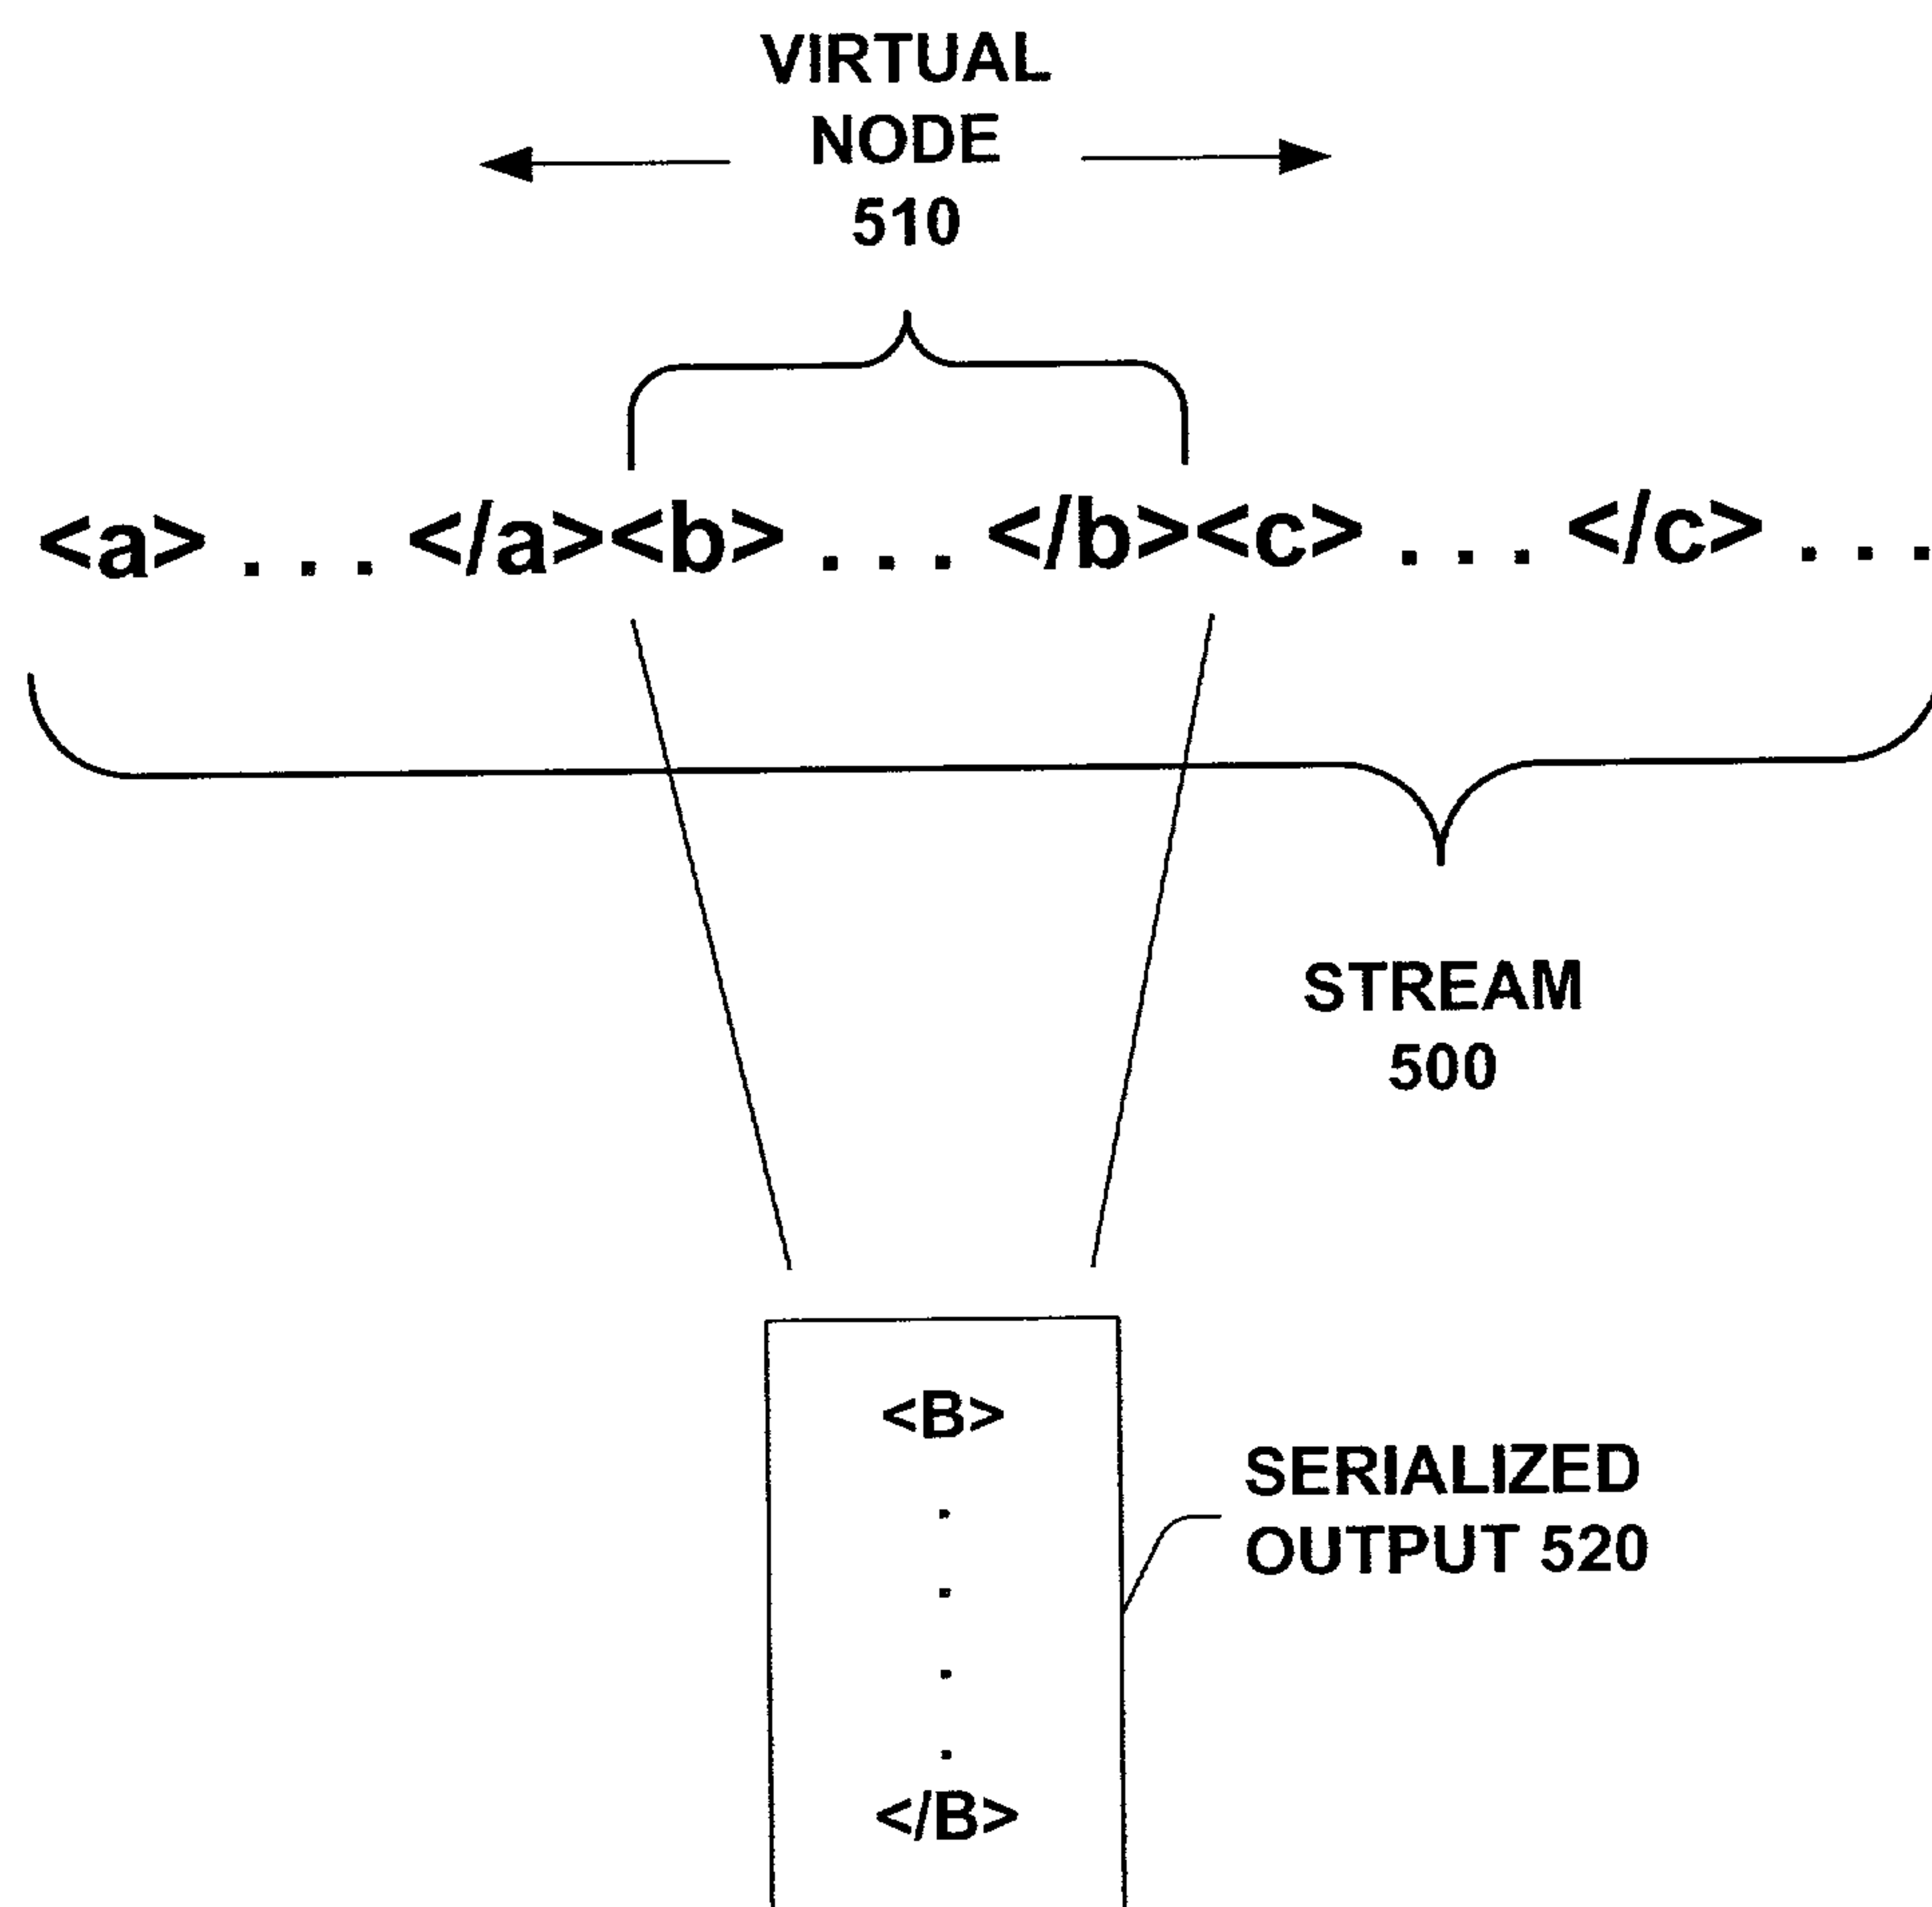 VIRTUAL
NODE
510
<a> . . . </a><b> . . . </b><c> . . . </c> . . .
STREAM
500
<B>
.
.
.
.
</B>
SERIALIZED
OUTPUT 520